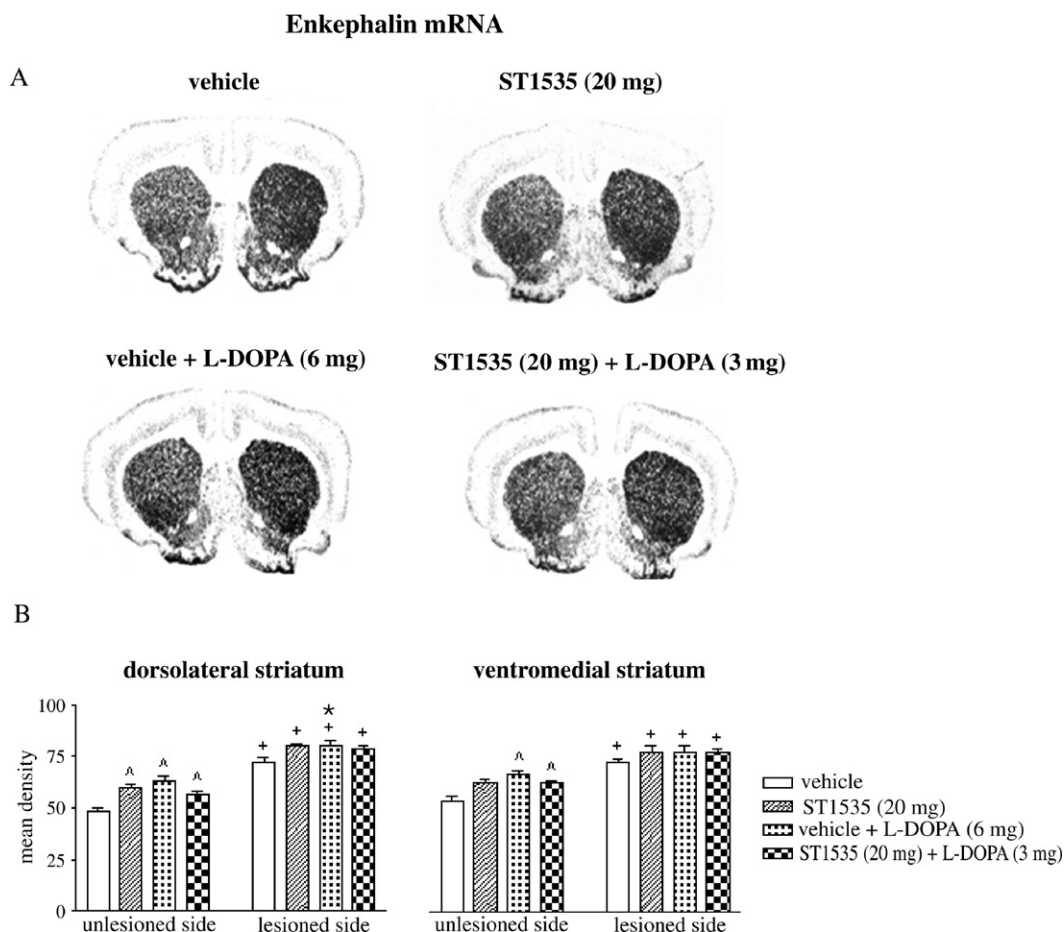 Enkephalin mRNA
A
vehicle
ST1535 (20 mg)
vehicle + L-DOPA (6 mg)
ST1535 (20 mg) + L-DOPA (3 mg)
B
dorsolateral striatum
ventromedial striatum
mean density
100
75
50
25
0
^ ^ ^
+ + * + +
^ ^
+ + + +
unlesioned side
lesioned side
unlesioned side
lesioned side
vehicle
ST1535 (20 mg)
vehicle + L-DOPA (6 mg)
ST1535 (20 mg) + L-DOPA (3 mg)